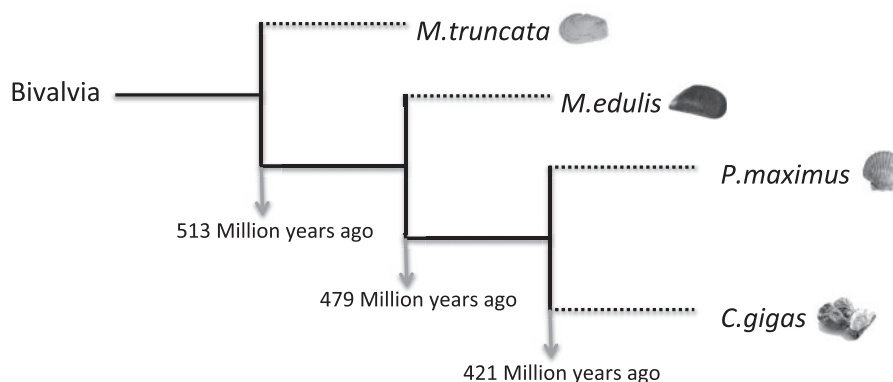 M.truncata
Bivalvia
M.edulis
P.maximus
513 Million years ago
479 Million years ago
C.gigas
421 Million years ago